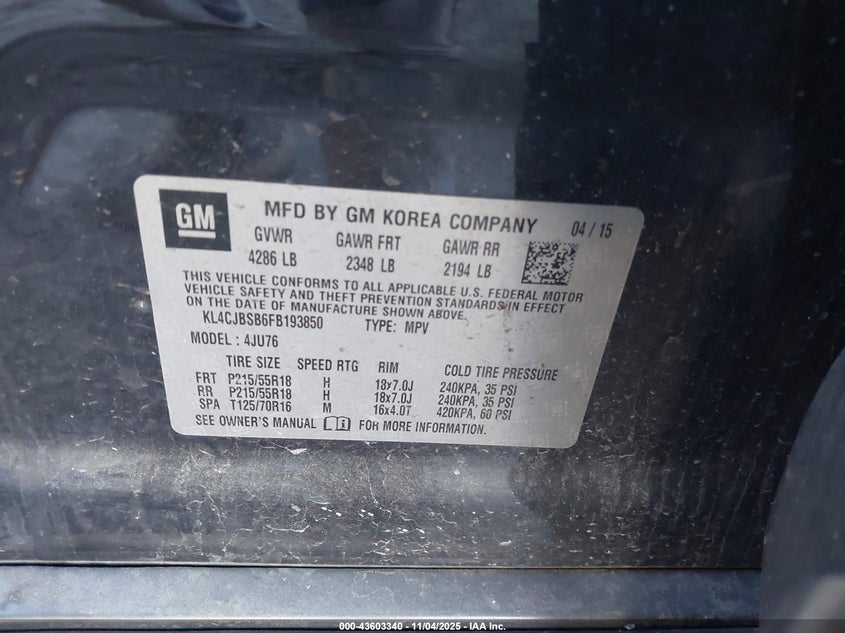 GM MFD BY GM KOREA COMPANY 04 / 15
GVWR GAWR FRT GAWR RR
4286 LB 2348 LB 2194 LB
THIS VEHICLE CONFORMS TO ALL APPLICABLE U.S. FEDERAL MOTOR
VEHICLE SAFETY AND THEFT PREVENTION STANDARDS IN EFFECT
ON THE DATE OF MANUFACTURE SHOWN ABOVE.
KL4CJBSB6FB193850 TYPE: MPV
MODEL : 4JU76
TIRE SIZE SPEED RTG RIM COLD TIRE PRESSURE
FRT P215/55R18 H 18x7.0J 240KPA, 35 PSI
RR P215/55R18 H 18x7.0J 240KPA, 35 PSI
SPA T125/70R16 M 16x4.0T 420KPA, 60 PSI
SEE OWNER'S MANUAL FOR MORE INFORMATION.
000-43603340 - 11/04/2025 - IAA Inc.